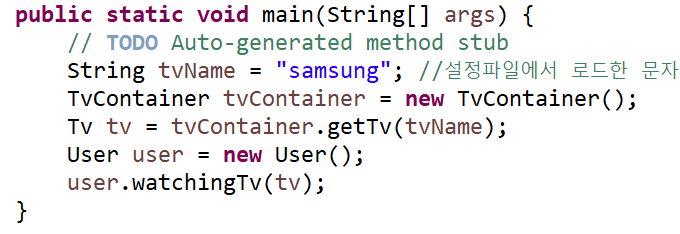 public static void main(String[] args) {
// TODO Auto-generated method stub
String tvName = "samsung"; //설정파일에서 로드한 문자
TvContainer tvContainer = new TvContainer();
Tv tv = tvContainer.getTv(tvName);
User user = new User();
user.watchingTv(tv);
}